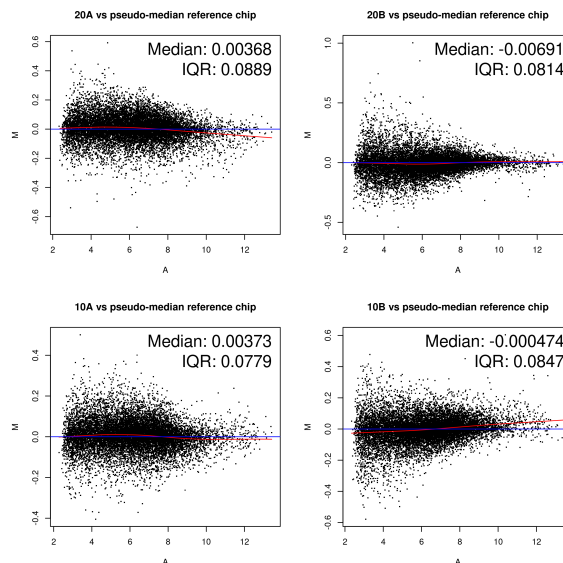 20A vs pseudo-median reference chip
Median: 0.00368
IQR: 0.0889
M
0.6
0.4
0.2
0.0
-0.2
-0.4
-0.6
2 4 6 8 10 12
A
20B vs pseudo-median reference chip
Median: -0.00691
IQR: 0.0814
M
1.0
0.5
0.0
-0.5
2 4 6 8 10 12
A
10A vs pseudo-median reference chip
Median: 0.00373
IQR: 0.0779
M
0.4
0.2
0.0
-0.2
-0.4
2 4 6 8 10 12
A
10B vs pseudo-median reference chip
Median: -0.000474
IQR: 0.0847
M
0.6
0.4
0.2
0.0
-0.2
-0.4
-0.6
2 4 6 8 10 12
A